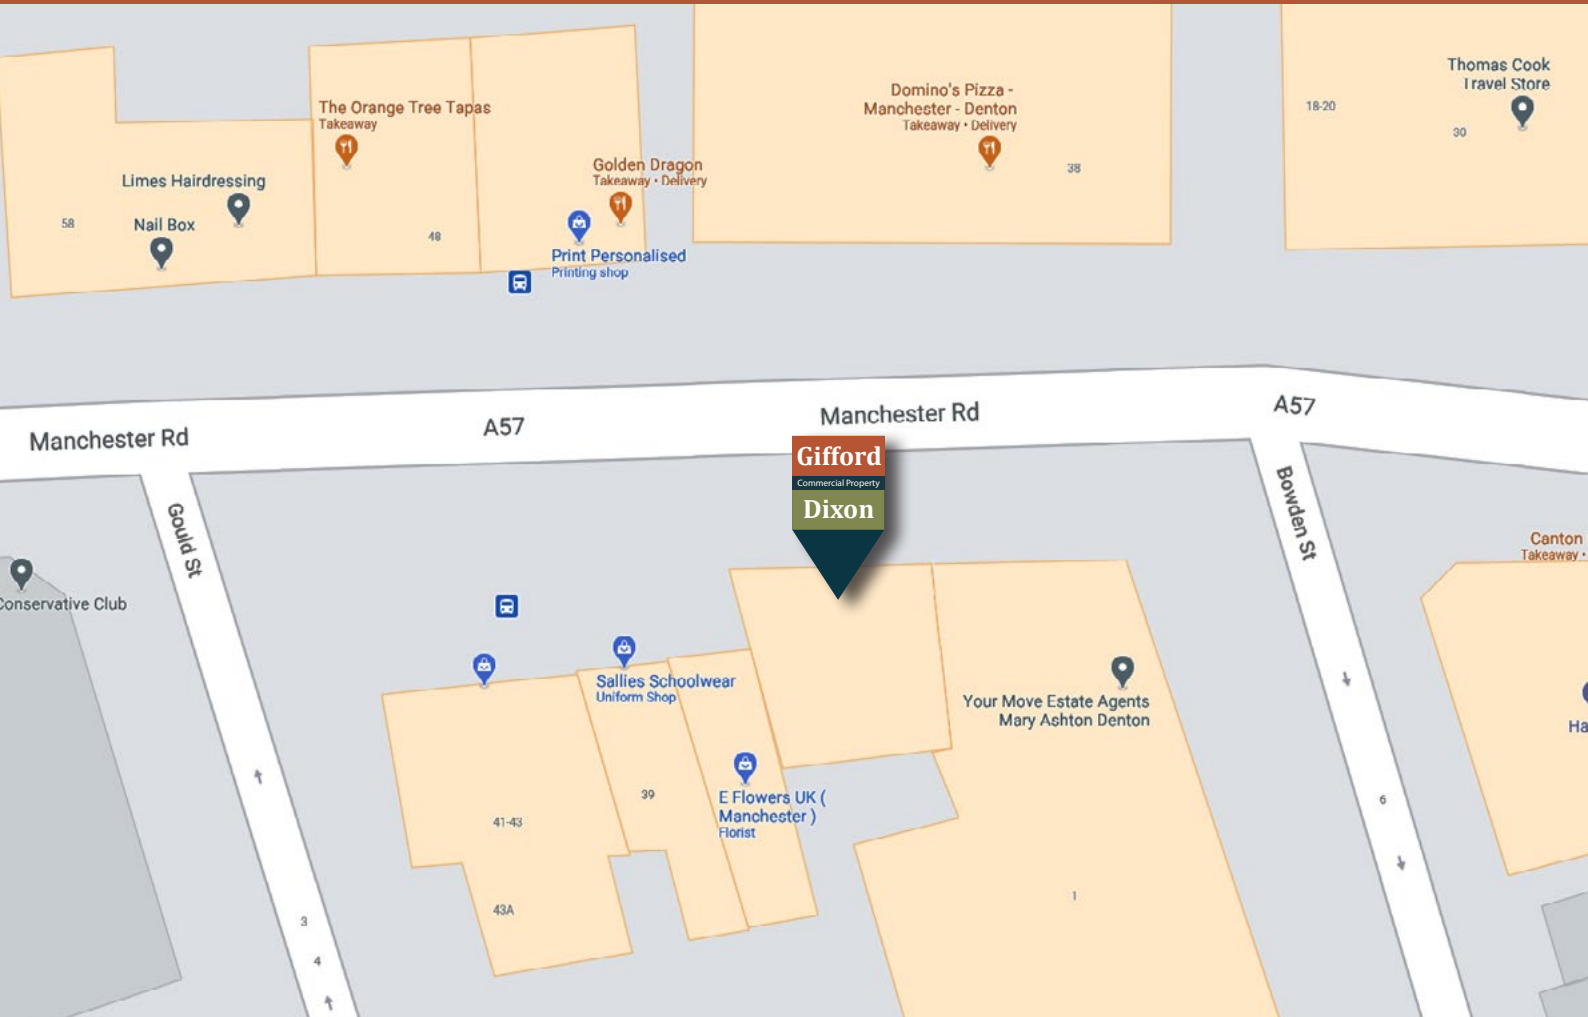 Thomas Cook
Travel Store
18-20
30
Domino's Pizza -
Manchester - Denton
Takeaway • Delivery
38
The Orange Tree Tapas
Takeaway
48
Golden Dragon
Takeaway • Delivery
Print Personalised
Printing shop
Limes Hairdressing
Nail Box
58
Manchester Rd
A57
Manchester Rd
A57
Gifford
Commercial Property
Dixon
Gould St
Bowden St
Conservative Club
Canton
Takeaway •
Sallies Schoolwear
Uniform Shop
Your Move Estate Agents
Mary Ashton Denton
Ha
39
E Flowers UK (
Manchester )
Florist
41-43
43A
6
1
3
4